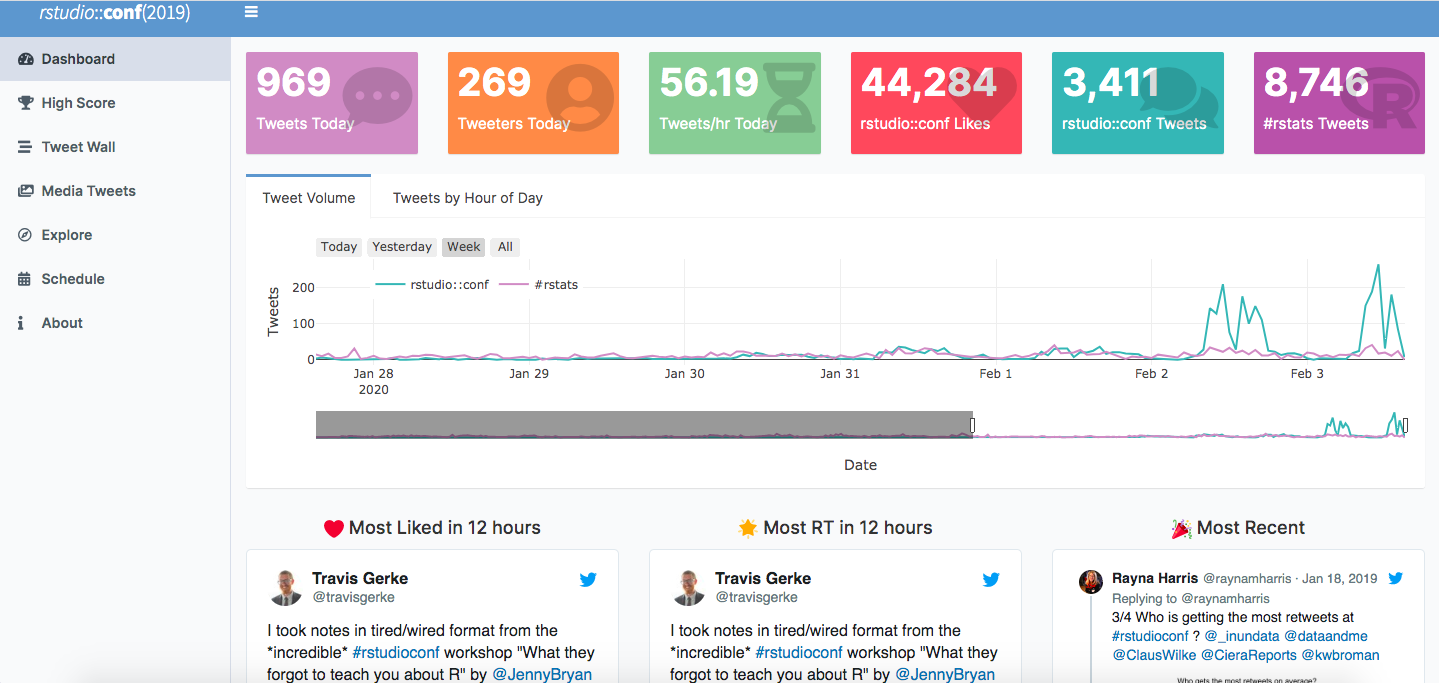 rstudio::conf(2019)
Dashboard
High Score
Tweet Wall
Media Tweets
Explore
Schedule
About
969
Tweets Today
269
Tweeters Today
56.19
Tweets/hr Today
44,284
rstudio::conf Likes
3,411
rstudio::conf Tweets
8,746
#rstats Tweets
R
Tweet Volume
Tweets by Hour of Day
Today Yesterday Week All
rstudio::conf #rstats
Tweets
200
100
0
Jan 28
2020
Jan 29
Jan 30
Jan 31
Feb 1
Feb 2
Feb 3
Date
Most Liked in 12 hours
Travis Gerke
@travisgerke
I took notes in tired/wired format from the
*incredible* #rstudioconf workshop "What they
forgot to teach you about R" by @JennyBryan
Most RT in 12 hours
Travis Gerke
@travisgerke
I took notes in tired/wired format from the
*incredible* #rstudioconf workshop "What they
forgot to teach you about R" by @JennyBryan
Most Recent
Rayna Harris @raynamharris · Jan 18, 2019
Replying to @raynamharris
3/4 Who is getting the most retweets at
#rstudioconf ? @_inundata @dataandme
@ClausWilke @CieraReports @kwbroman
Who gets the most retweets on average?